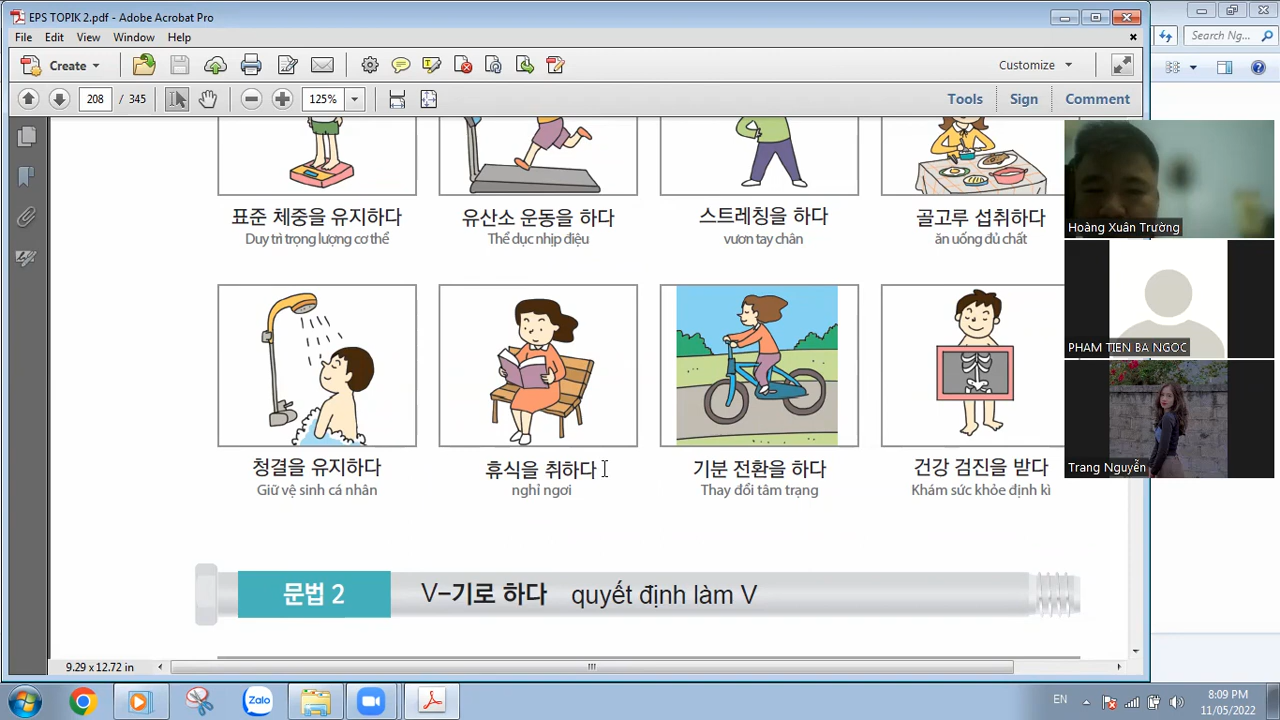 EPS TOPIK 2.pdf - Adobe Acrobat Pro
File Edit View Window Help
Search Ng...
Create
Customize
208 / 345
125%
Tools Sign Comment
표준 체중을 유지하다
Duy trì trọng lượng cơ thể
유산소 운동을 하다
Thể dục nhịp điệu
스트레칭을 하다
vươn tay chân
골고루 섭취하다
ăn uống đủ chất
청결을 유지하다
Giữ vệ sinh cá nhân
휴식을 취하다
nghỉ ngơi
기분 전환을 하다
Thay đổi tâm trạng
건강 검진을 받다
Khám sức khỏe định kì
문법 2
V-기로 하다 quyết định làm V
Hoàng Xuân Trường
PHAM TIEN BA NGOC
Trang Nguyễn
9.29 x 12.72 in
Zalo
EN
8:09 PM
11/05/2022